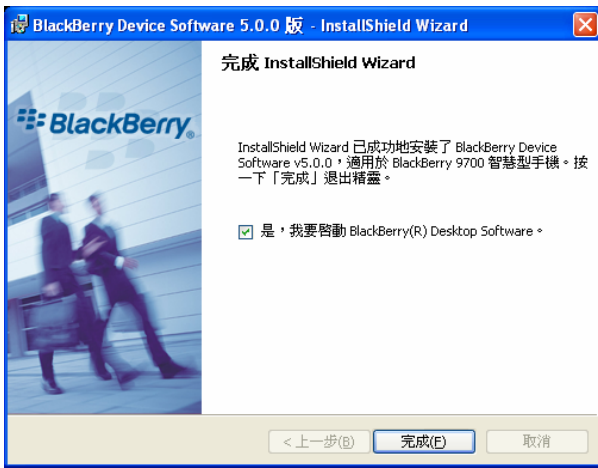 BlackBerry Device Software 5.0.0 版 - InstallShield Wizard
完成 InstallShield Wizard
BlackBerry®
InstallShield Wizard 已成功地安裝了 BlackBerry Device
Software v5.0.0，適用於 BlackBerry 9700 智慧型手機。按
一下「完成」退出精靈。
是，我要啓動 BlackBerry(R) Desktop Software。
< 上一步(B)
完成(F)
取消